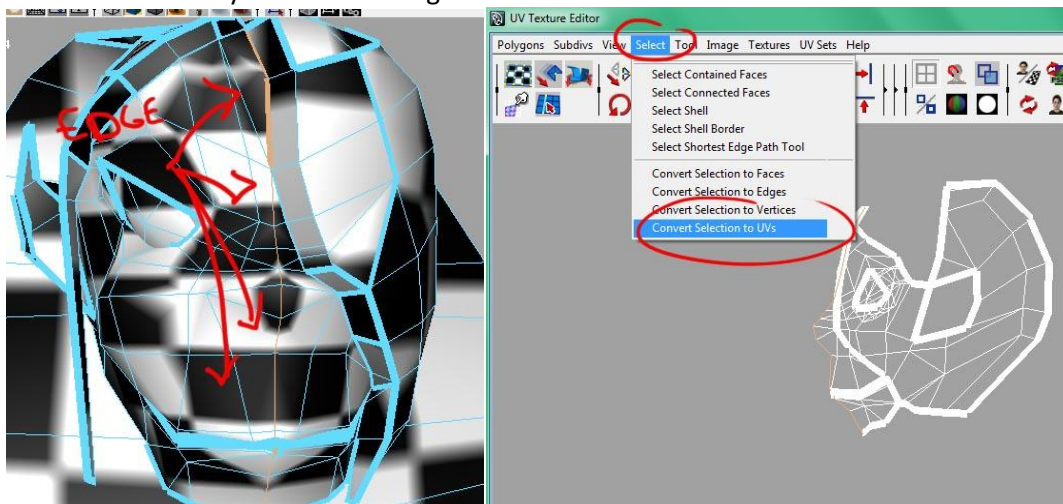 EDGE
UV Texture Editor
Polygons Subdivs View Select Tool Image Textures UV Sets Help
Select Contained Faces
Select Connected Faces
Select Shell
Select Shell Border
Select Shortest Edge Path Tool
Convert Selection to Faces
Convert Selection to Edges
Convert Selection to Vertices
Convert Selection to UVs